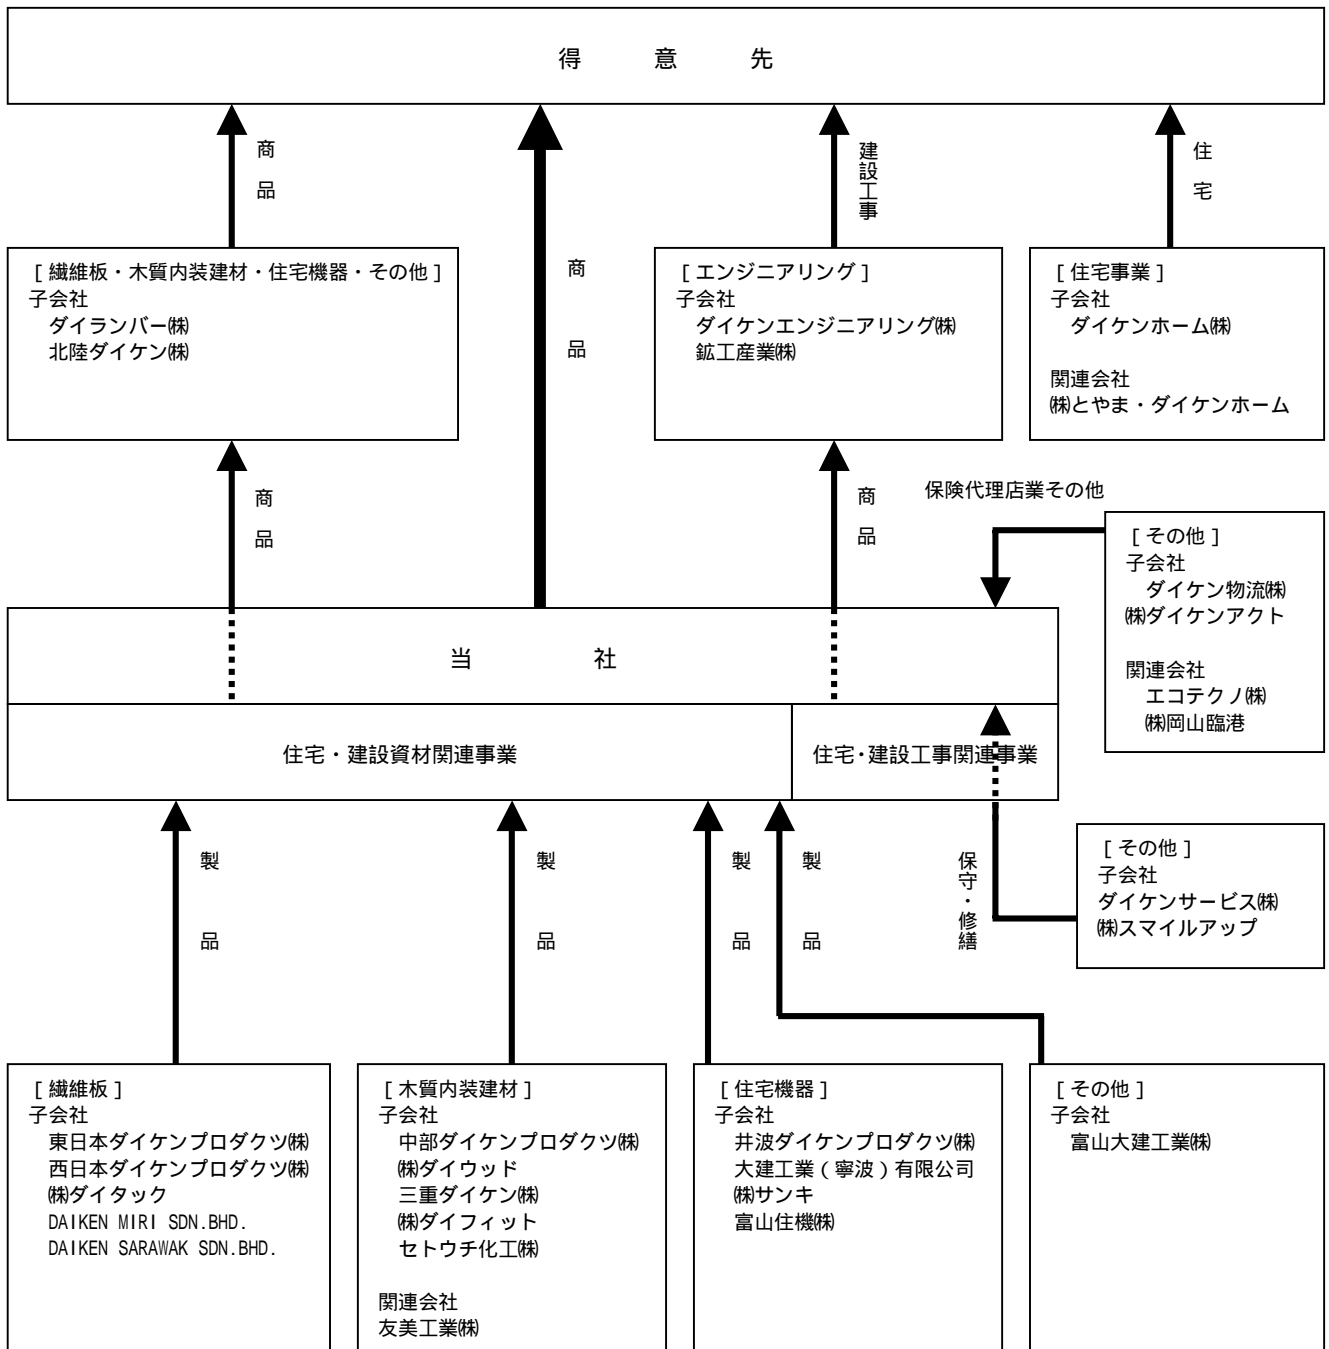 得意先
商品
商品
建設工事
住宅
［繊維板・木質内装建材・住宅機器・その他］
子会社
ダイランバー㈱
北陸ダイケン㈱
［エンジニアリング］
子会社
ダイケンエンジニアリング㈱
鉱工産業㈱
［住宅事業］
子会社
ダイケンホーム㈱
関連会社
㈱とやま・ダイケンホーム
商品
商品
保険代理店業その他
［その他］
子会社
ダイケン物流㈱
㈱ダイケンアクト
関連会社
エコテクノ㈱
㈱岡山臨港
当社
住宅・建設資材関連事業
住宅・建設工事関連事業
製品
製品
製品
製品
保守・修繕
［その他］
子会社
ダイケンサービス㈱
㈱スマイルアップ
［繊維板］
子会社
東日本ダイケンプロダクツ㈱
西日本ダイケンプロダクツ㈱
㈱ダイタック
DAIKEN MIRI SDN.BHD.
DAIKEN SARAWAK SDN.BHD.
［木質内装建材］
子会社
中部ダイケンプロダクツ㈱
㈱ダイウッド
三重ダイケン㈱
㈱ダイフィット
セトウチ化工㈱
関連会社
友美工業㈱
［住宅機器］
子会社
井波ダイケンプロダクツ㈱
大建工業（寧波）有限公司
㈱サンキ
富山住機㈱
［その他］
子会社
富山大建工業㈱